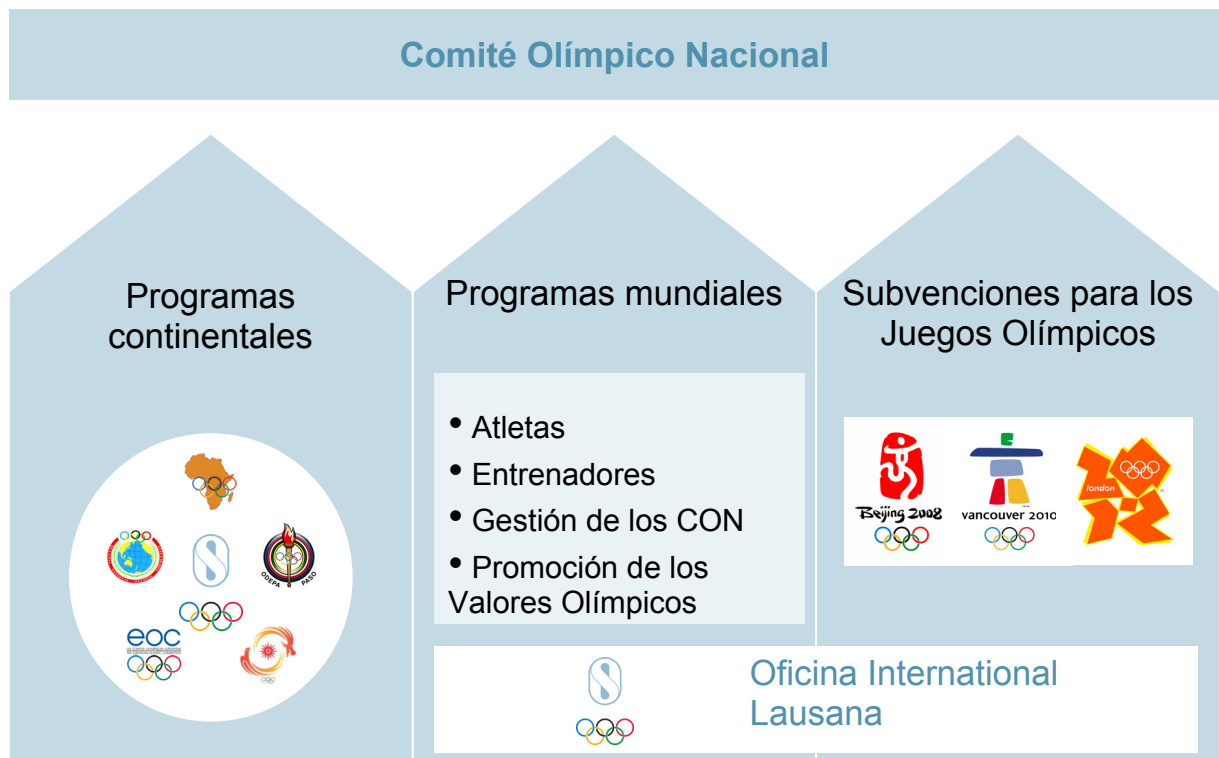 Comité Olímpico Nacional
Programas
continentales
eoc
ODEPA PASO
Programas mundiales
• Atletas
• Entrenadores
• Gestión de los CON
• Promoción de los
Valores Olímpicos
Subvenciones para los
Juegos Olímpicos
Beijing 2008
vancouver 2010
london
Oficina International
Lausana